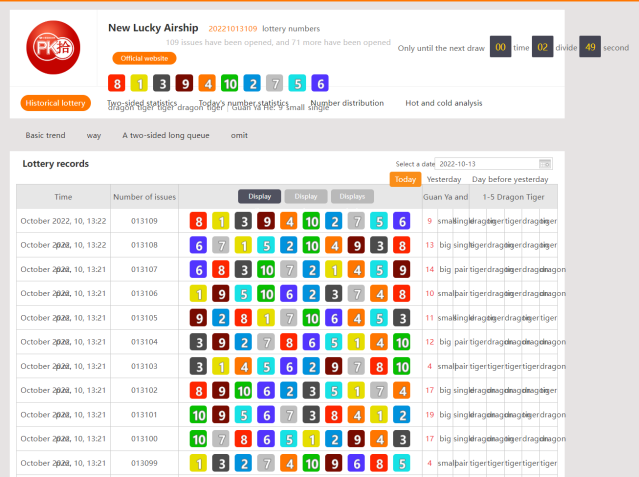 New Lucky Airship 20221013109 lottery numbers
109 issues have been opened, and 71 more have been opened
Only until the next draw 00 time 02 divide 49 second
Official website
PK拾
8 1 3 9 4 10 2 7 5 6
dragon tiger tiger dragon tiger | Guan Ya He: 9 small single
Historical lottery Two-sided statistics Today's number statistics Number distribution Hot and cold analysis
Basic trend way A two-sided long queue omit
Lottery records
Select a date 2022-10-13
Today Yesterday Day before yesterday
Time Number of issues Display Display Displays Guan Ya and 1-5 Dragon Tiger
October 2022, 10, 13:22 013109 8 1 3 9 4 10 2 7 5 6 9 small single dragon tiger tiger dragon tiger
October 2022, 10, 13:22 013108 6 7 1 5 2 10 4 9 3 8 13 big single tiger dragon tiger dragon tiger
October 2022, 10, 13:21 013107 6 8 3 10 7 2 1 4 5 9 14 big pair tiger dragon tiger dragon dragon
October 2022, 10, 13:21 013106 1 9 5 10 6 2 3 7 4 8 10 small pair tiger dragon tiger dragon tiger
October 2022, 10, 13:21 013105 9 2 8 1 7 10 6 4 5 3 11 small single dragon tiger dragon tiger tiger
October 2022, 10, 13:21 013104 3 9 2 7 8 6 5 1 4 10 12 big pair tiger dragon dragon dragon dragon
October 2022, 10, 13:21 013103 3 1 4 5 6 2 9 7 8 10 4 small pair tiger tiger tiger tiger tiger
October 2022, 10, 13:21 013102 8 9 10 6 2 3 5 1 7 4 17 big single dragon dragon dragon dragon tiger
October 2022, 10, 13:21 013101 10 9 5 6 7 3 8 4 1 2 19 big single dragon dragon dragon tiger dragon
October 2022, 10, 13:21 013100 10 7 8 6 5 1 2 9 4 3 17 big single dragon dragon tiger dragon dragon
October 2022, 10, 13:21 013099 1 3 2 7 4 10 9 6 8 5 4 small pair tiger tiger tiger tiger tiger